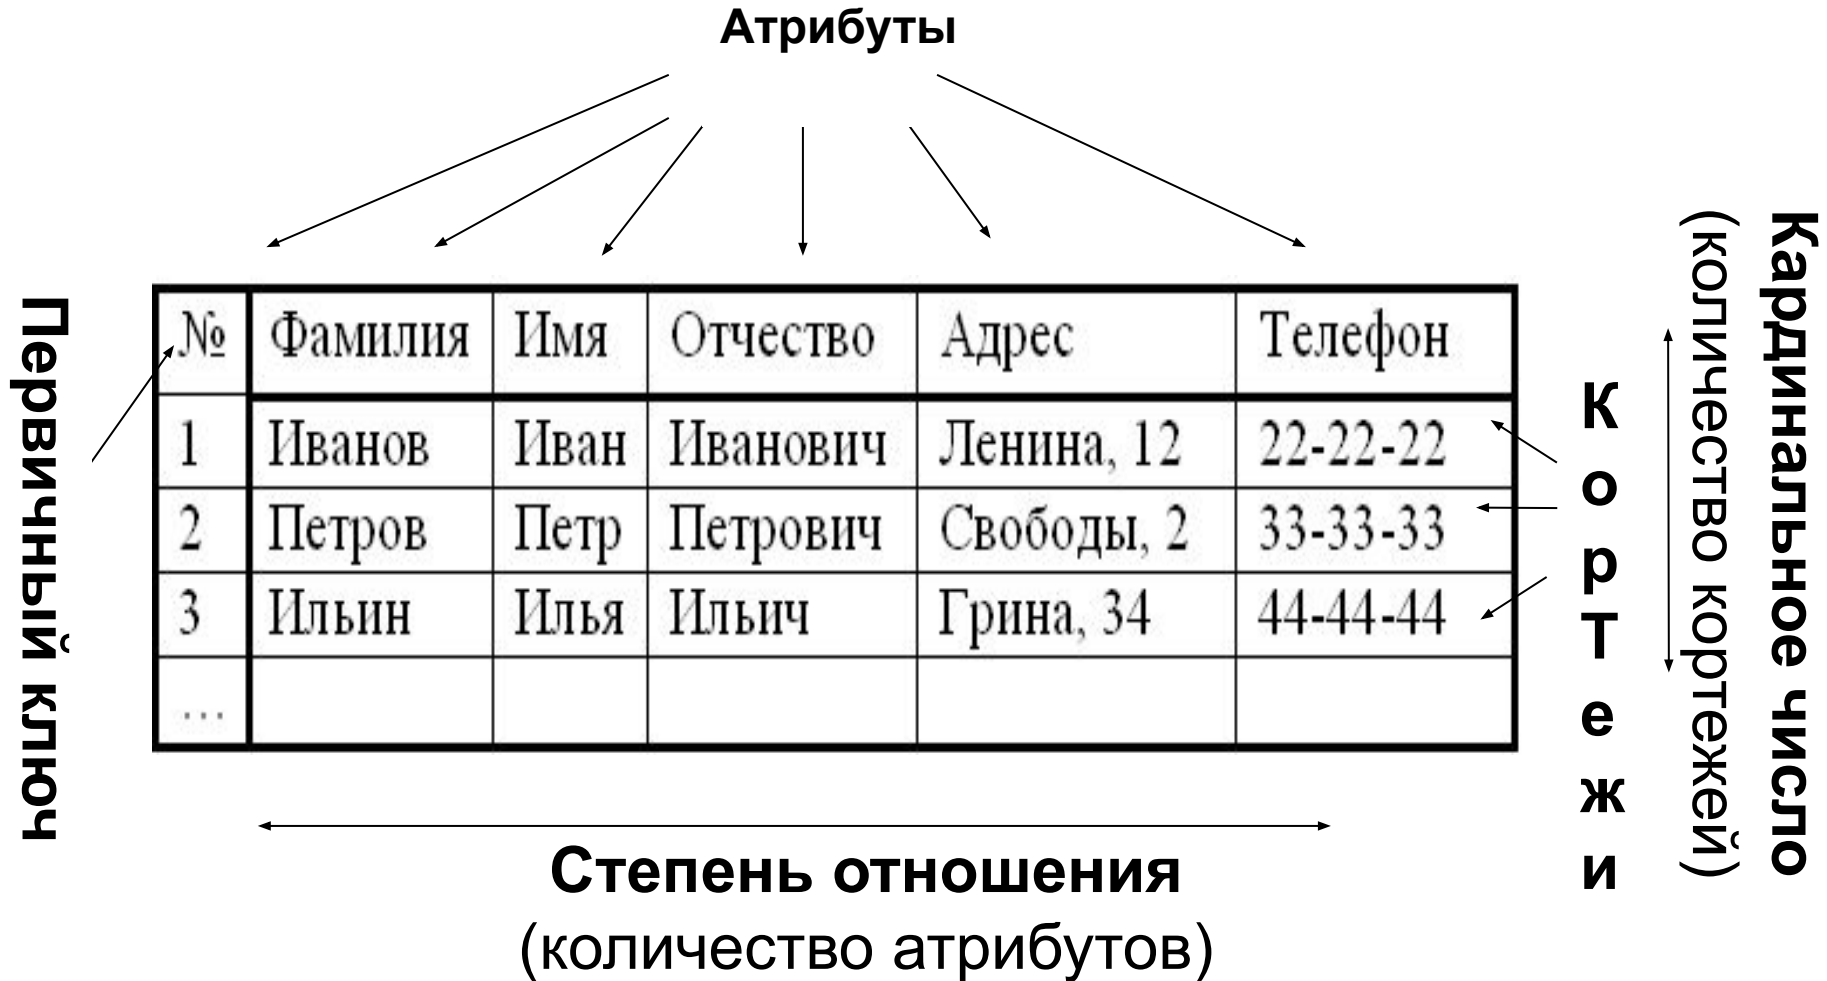 Атрибуты
Первичный ключ
№ Фамилия Имя Отчество Адрес Телефон
1 Иванов Иван Иванович Ленина, 12 22-22-22
2 Петров Петр Петрович Свободы, 2 33-33-33
3 Ильин Илья Ильич Грина, 34 44-44-44
...
КорТежи
Кардинальное число
(количество кортежей)
Степень отношения
(количество атрибутов)